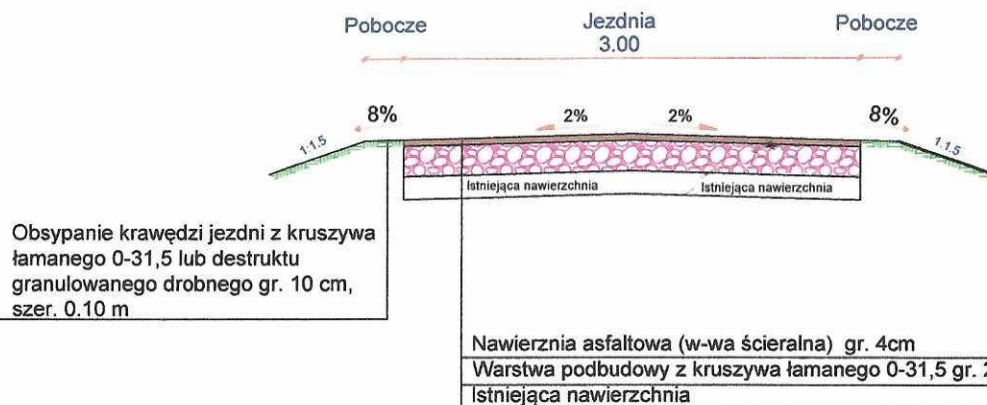 Pobocze Jezdnia Pobocze
3.00
8% 2% 2% 8%
1:1.5 1:1.5
Istniejąca nawierzchnia Istniejąca nawierzchnia
Obsypanie krawędzi jezdni z kruszywa
łamanego 0-31,5 lub destruktu
granulowanego drobnego gr. 10 cm,
szer. 0.10 m
Nawierznia asfaltowa (w-wa ścieralna) gr. 4cm
Warstwa podbudowy z kruszywa łamanego 0-31,5 gr. 2
Istniejąca nawierzchnia